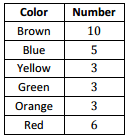 Color Number
Brown 10
Blue 5
Yellow 3
Green 3
Orange 3
Red 6